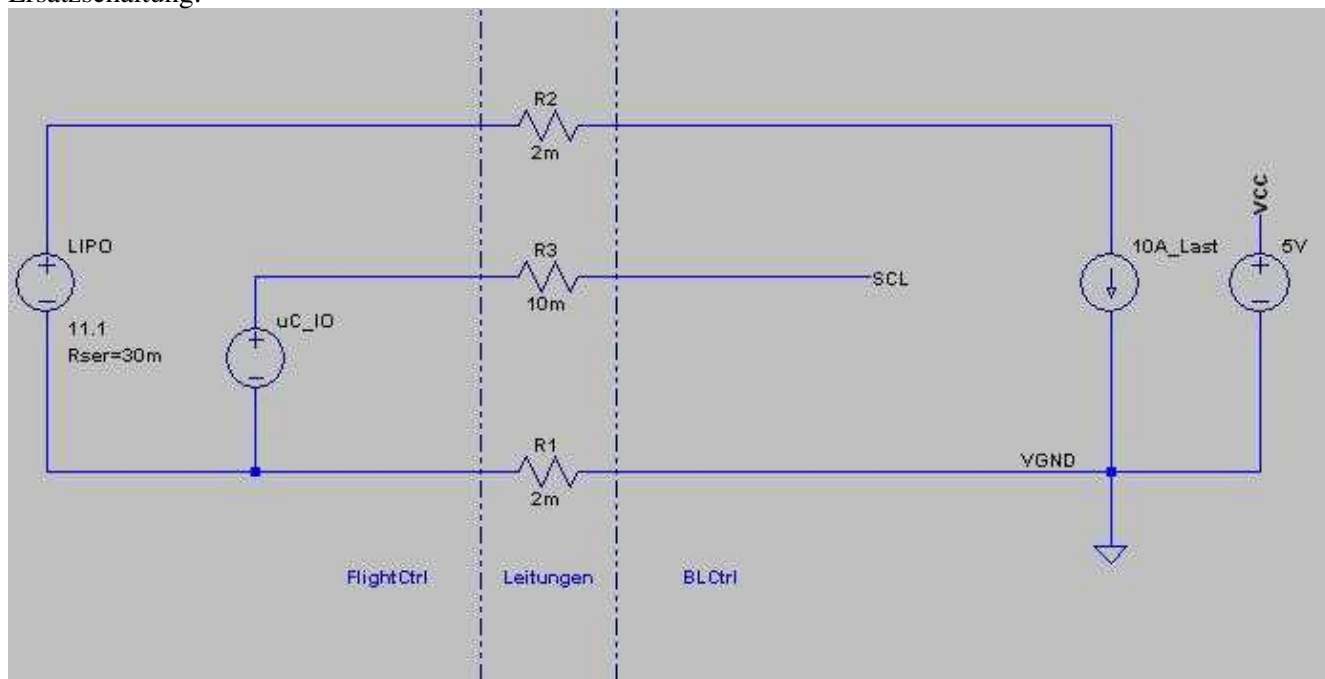 R2
2m
LIPO
11.1
Rser=30m
uC_IO
R3
10m
SCL
10A_Last
VCC
5V
R1
2m
VGND
FlightCtrl
Leitungen
BLCtrl